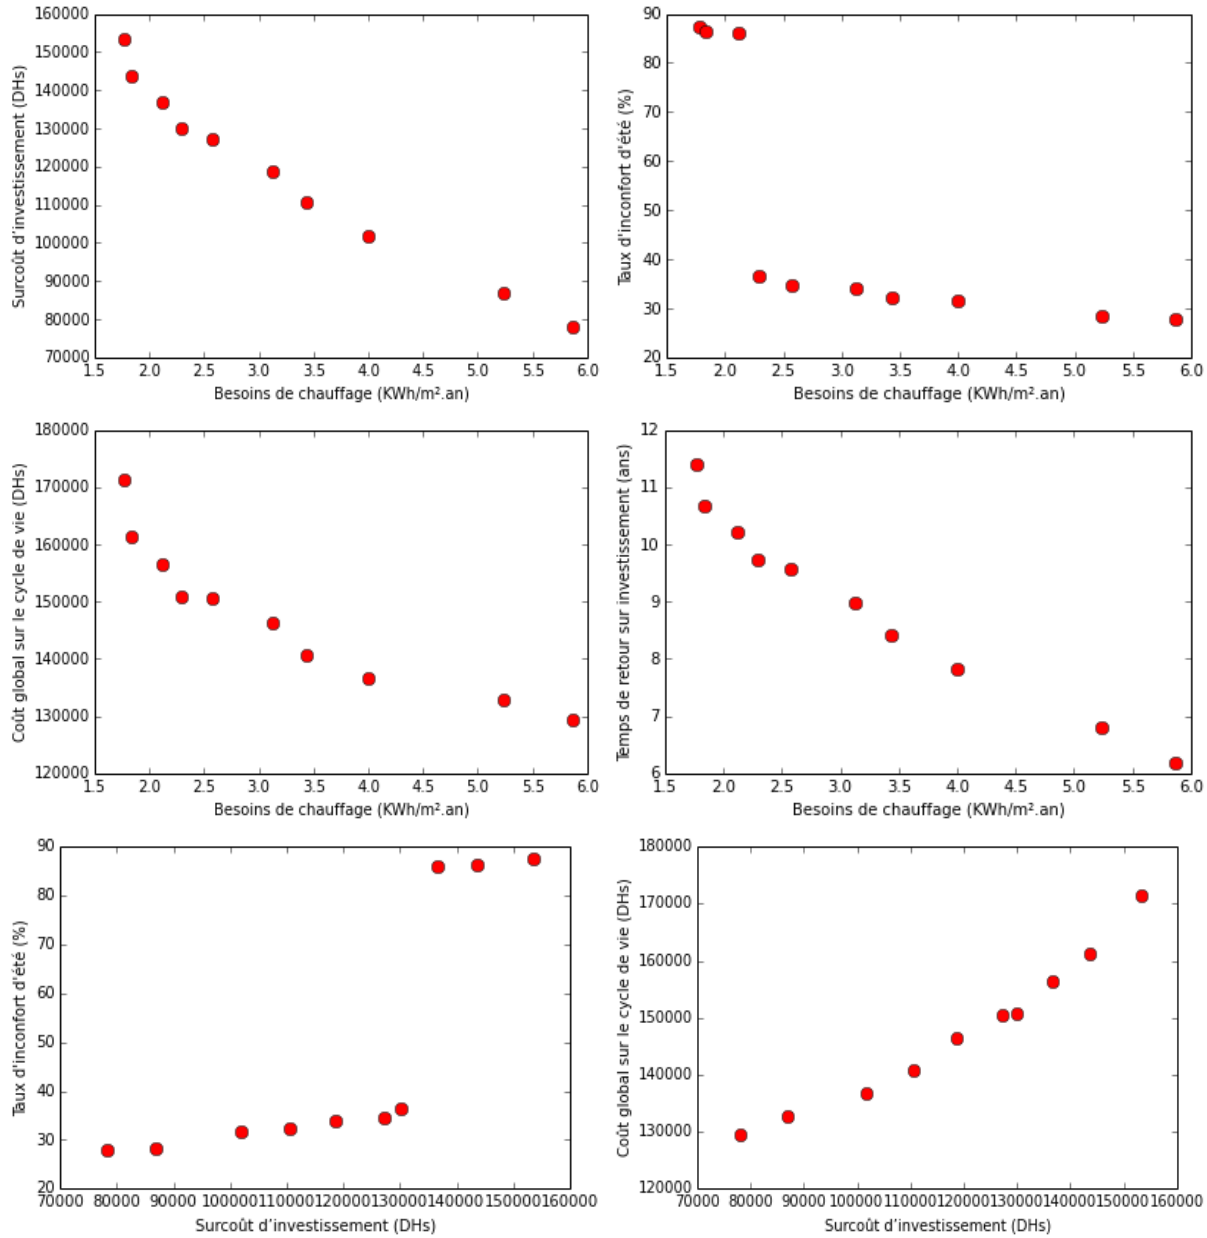 160000
150000
140000
130000
120000
110000
100000
90000
80000
70000
Surcoût d’investissement (DHs)
1.5 2.0 2.5 3.0 3.5 4.0 4.5 5.0 5.5 6.0
Besoins de chauffage (KWh/m².an)
90
80
70
60
50
40
30
20
Taux d'inconfort d'été (%)
1.5 2.0 2.5 3.0 3.5 4.0 4.5 5.0 5.5 6.0
Besoins de chauffage (KWh/m².an)
180000
170000
160000
150000
140000
130000
120000
Coût global sur le cycle de vie (DHs)
1.5 2.0 2.5 3.0 3.5 4.0 4.5 5.0 5.5 6.0
Besoins de chauffage (KWh/m².an)
12
11
10
9
8
7
6
Temps de retour sur investissement (ans)
1.5 2.0 2.5 3.0 3.5 4.0 4.5 5.0 5.5 6.0
Besoins de chauffage (KWh/m².an)
90
80
70
60
50
40
30
20
Taux d'inconfort d'été (%)
70000 80000 90000 100000 110000 120000 130000 140000 150000 160000
Surcoût d’investissement (DHs)
180000
170000
160000
150000
140000
130000
120000
Coût global sur le cycle de vie (DHs)
70000 80000 90000 100000 110000 120000 130000 140000 150000 160000
Surcoût d’investissement (DHs)